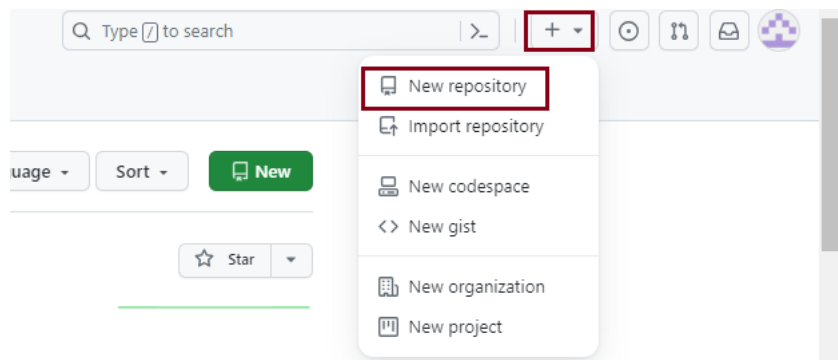 Type / to search
New repository
Import repository
uage
Sort
New
New codespace
New gist
Star
New organization
New project